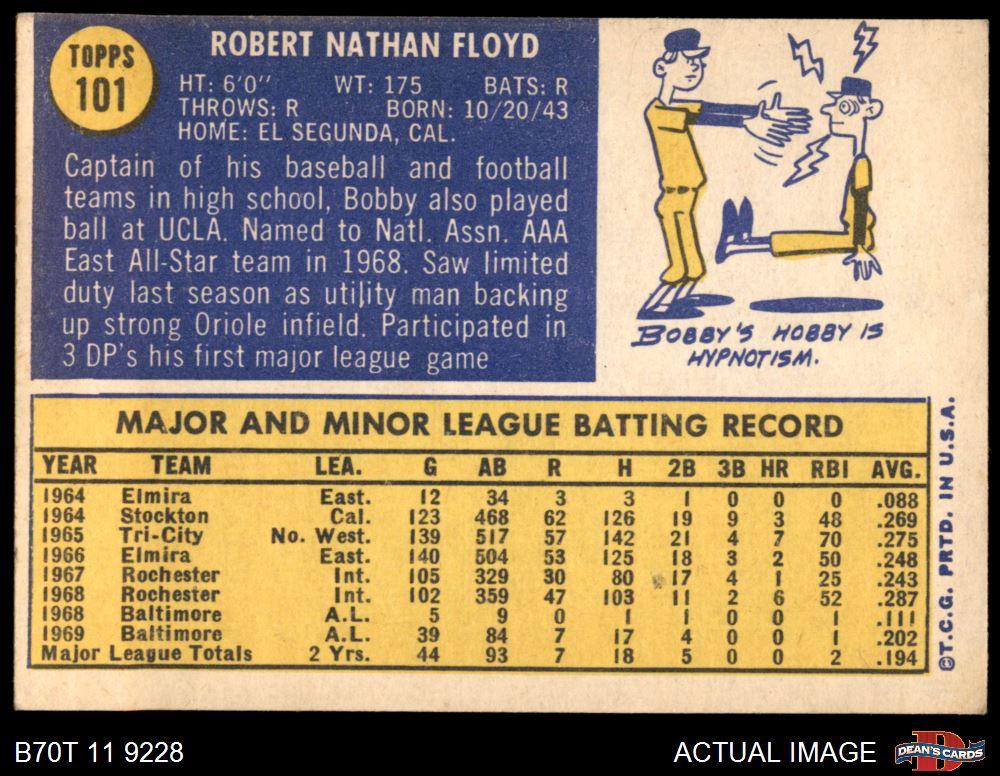 TOPPS
101
ROBERT NATHAN FLOYD
HT: 6'0" WT: 175 BATS: R
THROWS: R BORN: 10/20/43
HOME: EL SEGUNDA, CAL.
Captain of his baseball and football
teams in high school, Bobby also played
ball at UCLA. Named to Natl. Assn. AAA
East All-Star team in 1968. Saw limited
duty last season as utility man backing
up strong Oriole infield. Participated in
3 DP's his first major league game
BOBBY'S HOBBY IS
HYPNOTISM.
MAJOR AND MINOR LEAGUE BATTING RECORD
YEAR TEAM LEA. G AB R H 2B 3B HR RBI AVG.
1964 Elmira East. 12 34 3 3 1 0 0 0 .088
1964 Stockton Cal. 123 468 62 126 19 9 3 48 .269
1965 Tri-City No. West. 139 517 57 142 21 4 7 70 .275
1966 Elmira East. 140 504 53 125 18 3 2 50 .248
1967 Rochester Int. 105 329 30 80 17 4 1 25 .243
1968 Rochester Int. 102 359 47 103 11 2 6 52 .287
1968 Baltimore A.L. 5 9 0 1 1 0 0 1 .111
1969 Baltimore A.L. 39 84 7 17 4 0 0 1 .202
Major League Totals 2 Yrs. 44 93 7 18 5 0 0 2 .194
©T.C.G. PRTD. IN U.S.A.
B70T 11 9228
ACTUAL IMAGE
DEAN'S CARDS